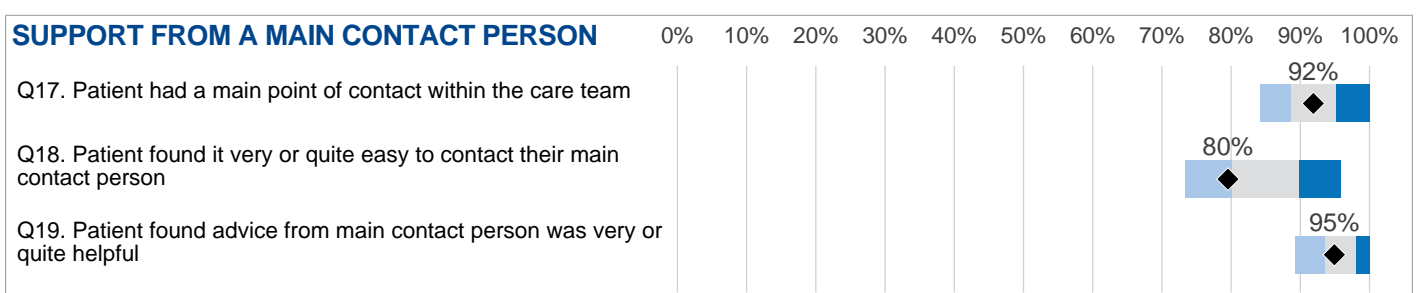 SUPPORT FROM A MAIN CONTACT PERSON 0% 10% 20% 30% 40% 50% 60% 70% 80% 90% 100%
92%
Q17. Patient had a main point of contact within the care team
80%
Q18. Patient found it very or quite easy to contact their main
contact person
95%
Q19. Patient found advice from main contact person was very or
quite helpful